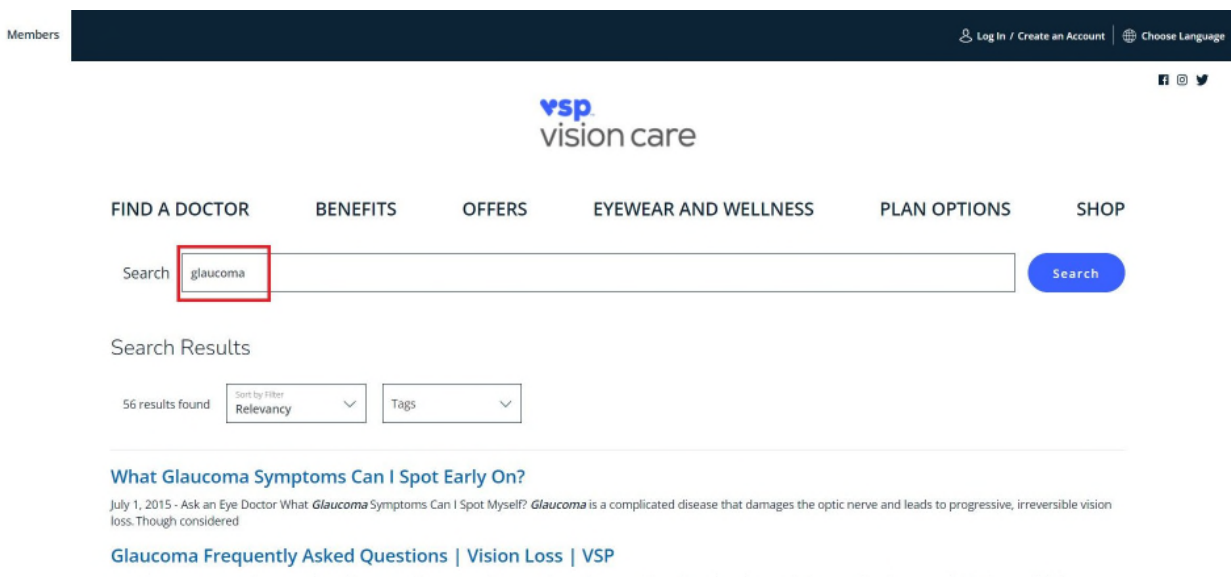 Members
Log In / Create an Account
Choose Language
vsp
vision care
FIND A DOCTOR BENEFITS OFFERS EYEWEAR AND WELLNESS PLAN OPTIONS SHOP
Search glaucoma Search
Search Results
56 results found
Sort by Filter
Relevancy
Tags
What Glaucoma Symptoms Can I Spot Early On?
July 1, 2015 - Ask an Eye Doctor What Glaucoma Symptoms Can I Spot Myself? Glaucoma is a complicated disease that damages the optic nerve and leads to progressive, irreversible vision
loss. Though considered
Glaucoma Frequently Asked Questions | Vision Loss | VSP